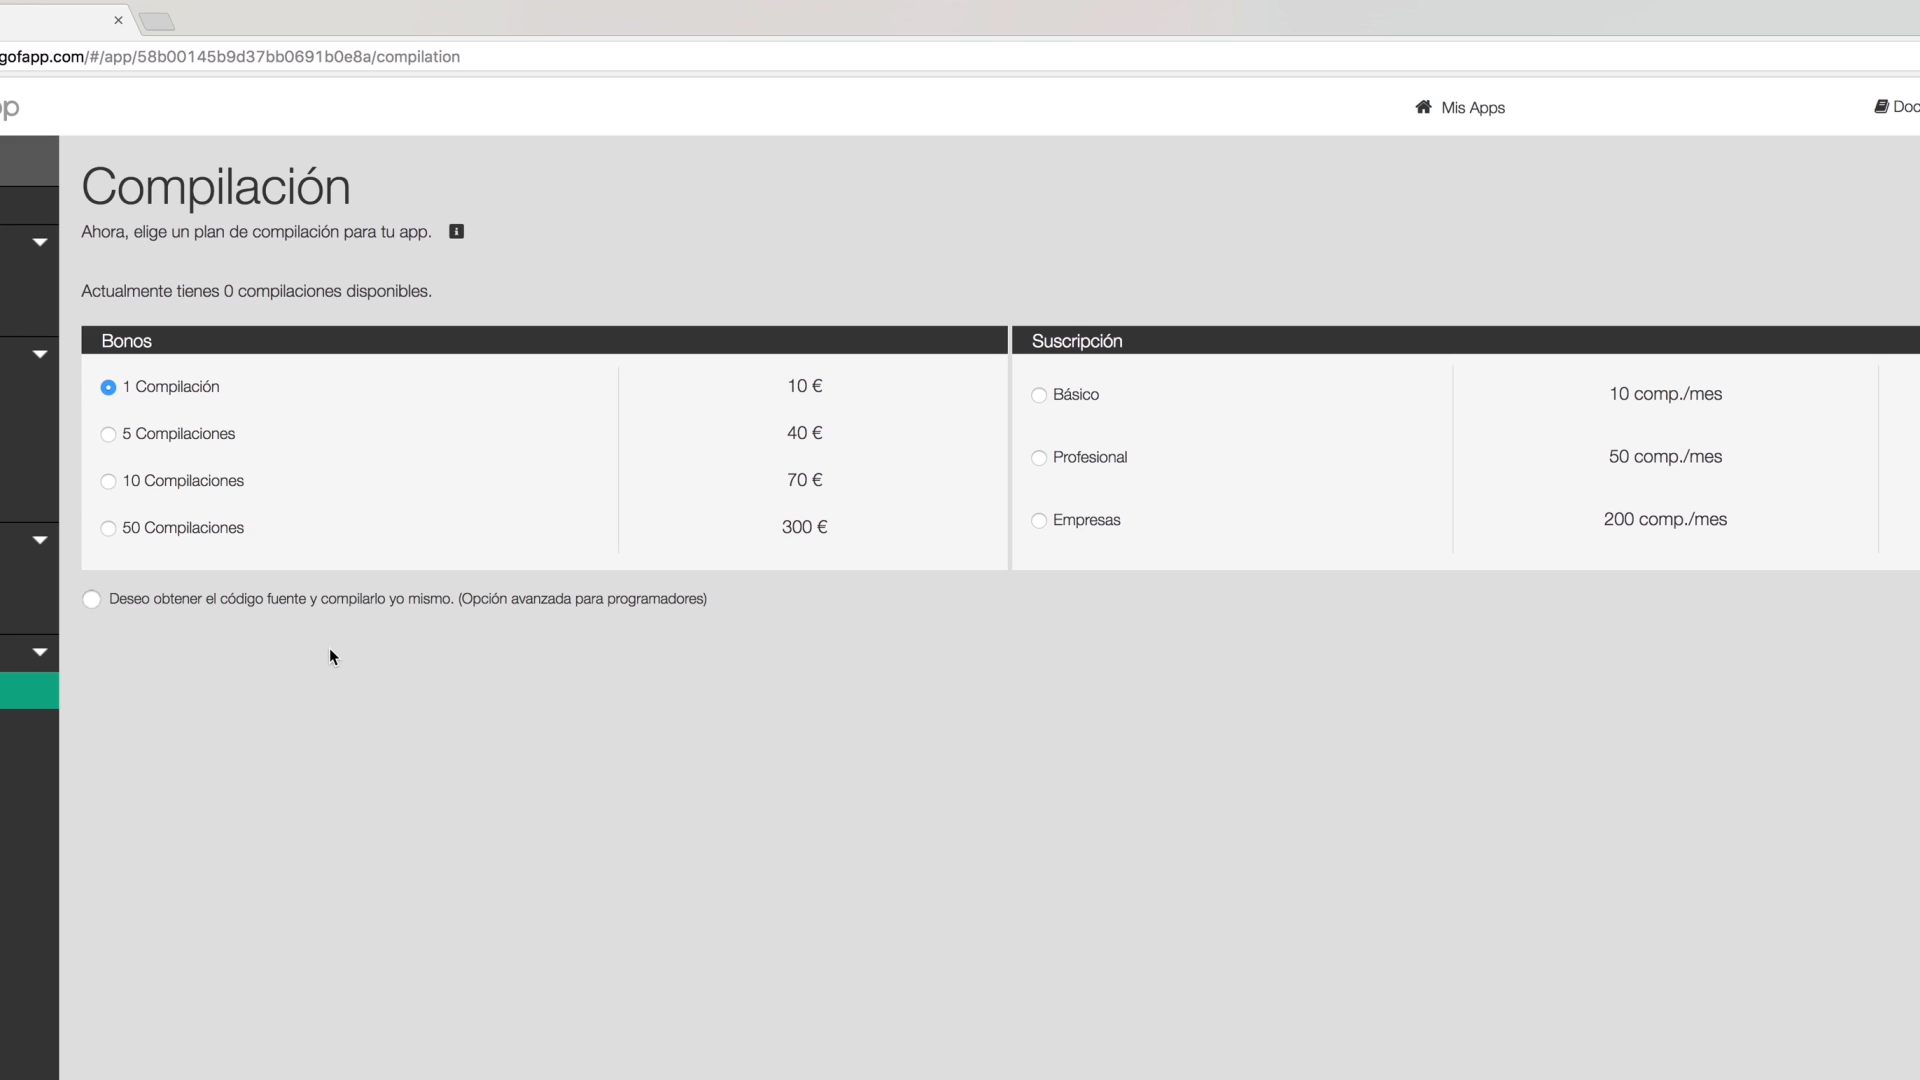 gofapp.com/#/app/58b00145b9d37bb0691b0e8a/compilation
Mis Apps
Compilación
Ahora, elige un plan de compilación para tu app.
Actualmente tienes 0 compilaciones disponibles.
Bonos
1 Compilación 10 €
5 Compilaciones 40 €
10 Compilaciones 70 €
50 Compilaciones 300 €
Suscripción
Básico 10 comp./mes
Profesional 50 comp./mes
Empresas 200 comp./mes
Deseo obtener el código fuente y compilarlo yo mismo. (Opción avanzada para programadores)